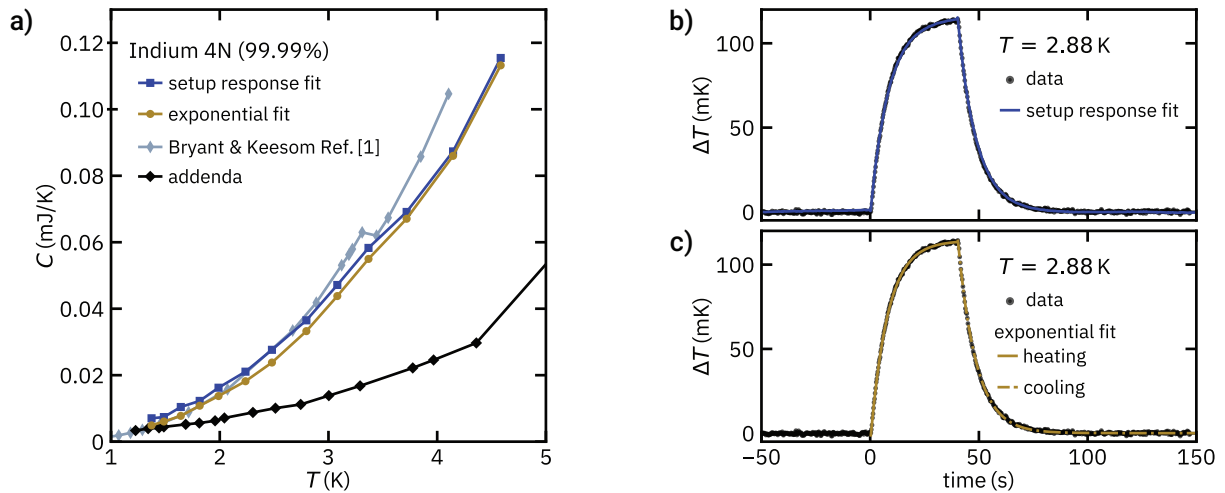 a)
Indium 4N (99.99%)
setup response fit
exponential fit
Bryant & Keesom Ref. [1]
addenda
C (mJ/K)
0.12
0.10
0.08
0.06
0.04
0.02
0
1
2
3
4
5
T (K)
b)
T = 2.88 K
data
setup response fit
ΔT (mK)
100
50
0
c)
T = 2.88 K
data
exponential fit
heating
cooling
ΔT (mK)
100
50
0
−50
0
50
100
150
time (s)